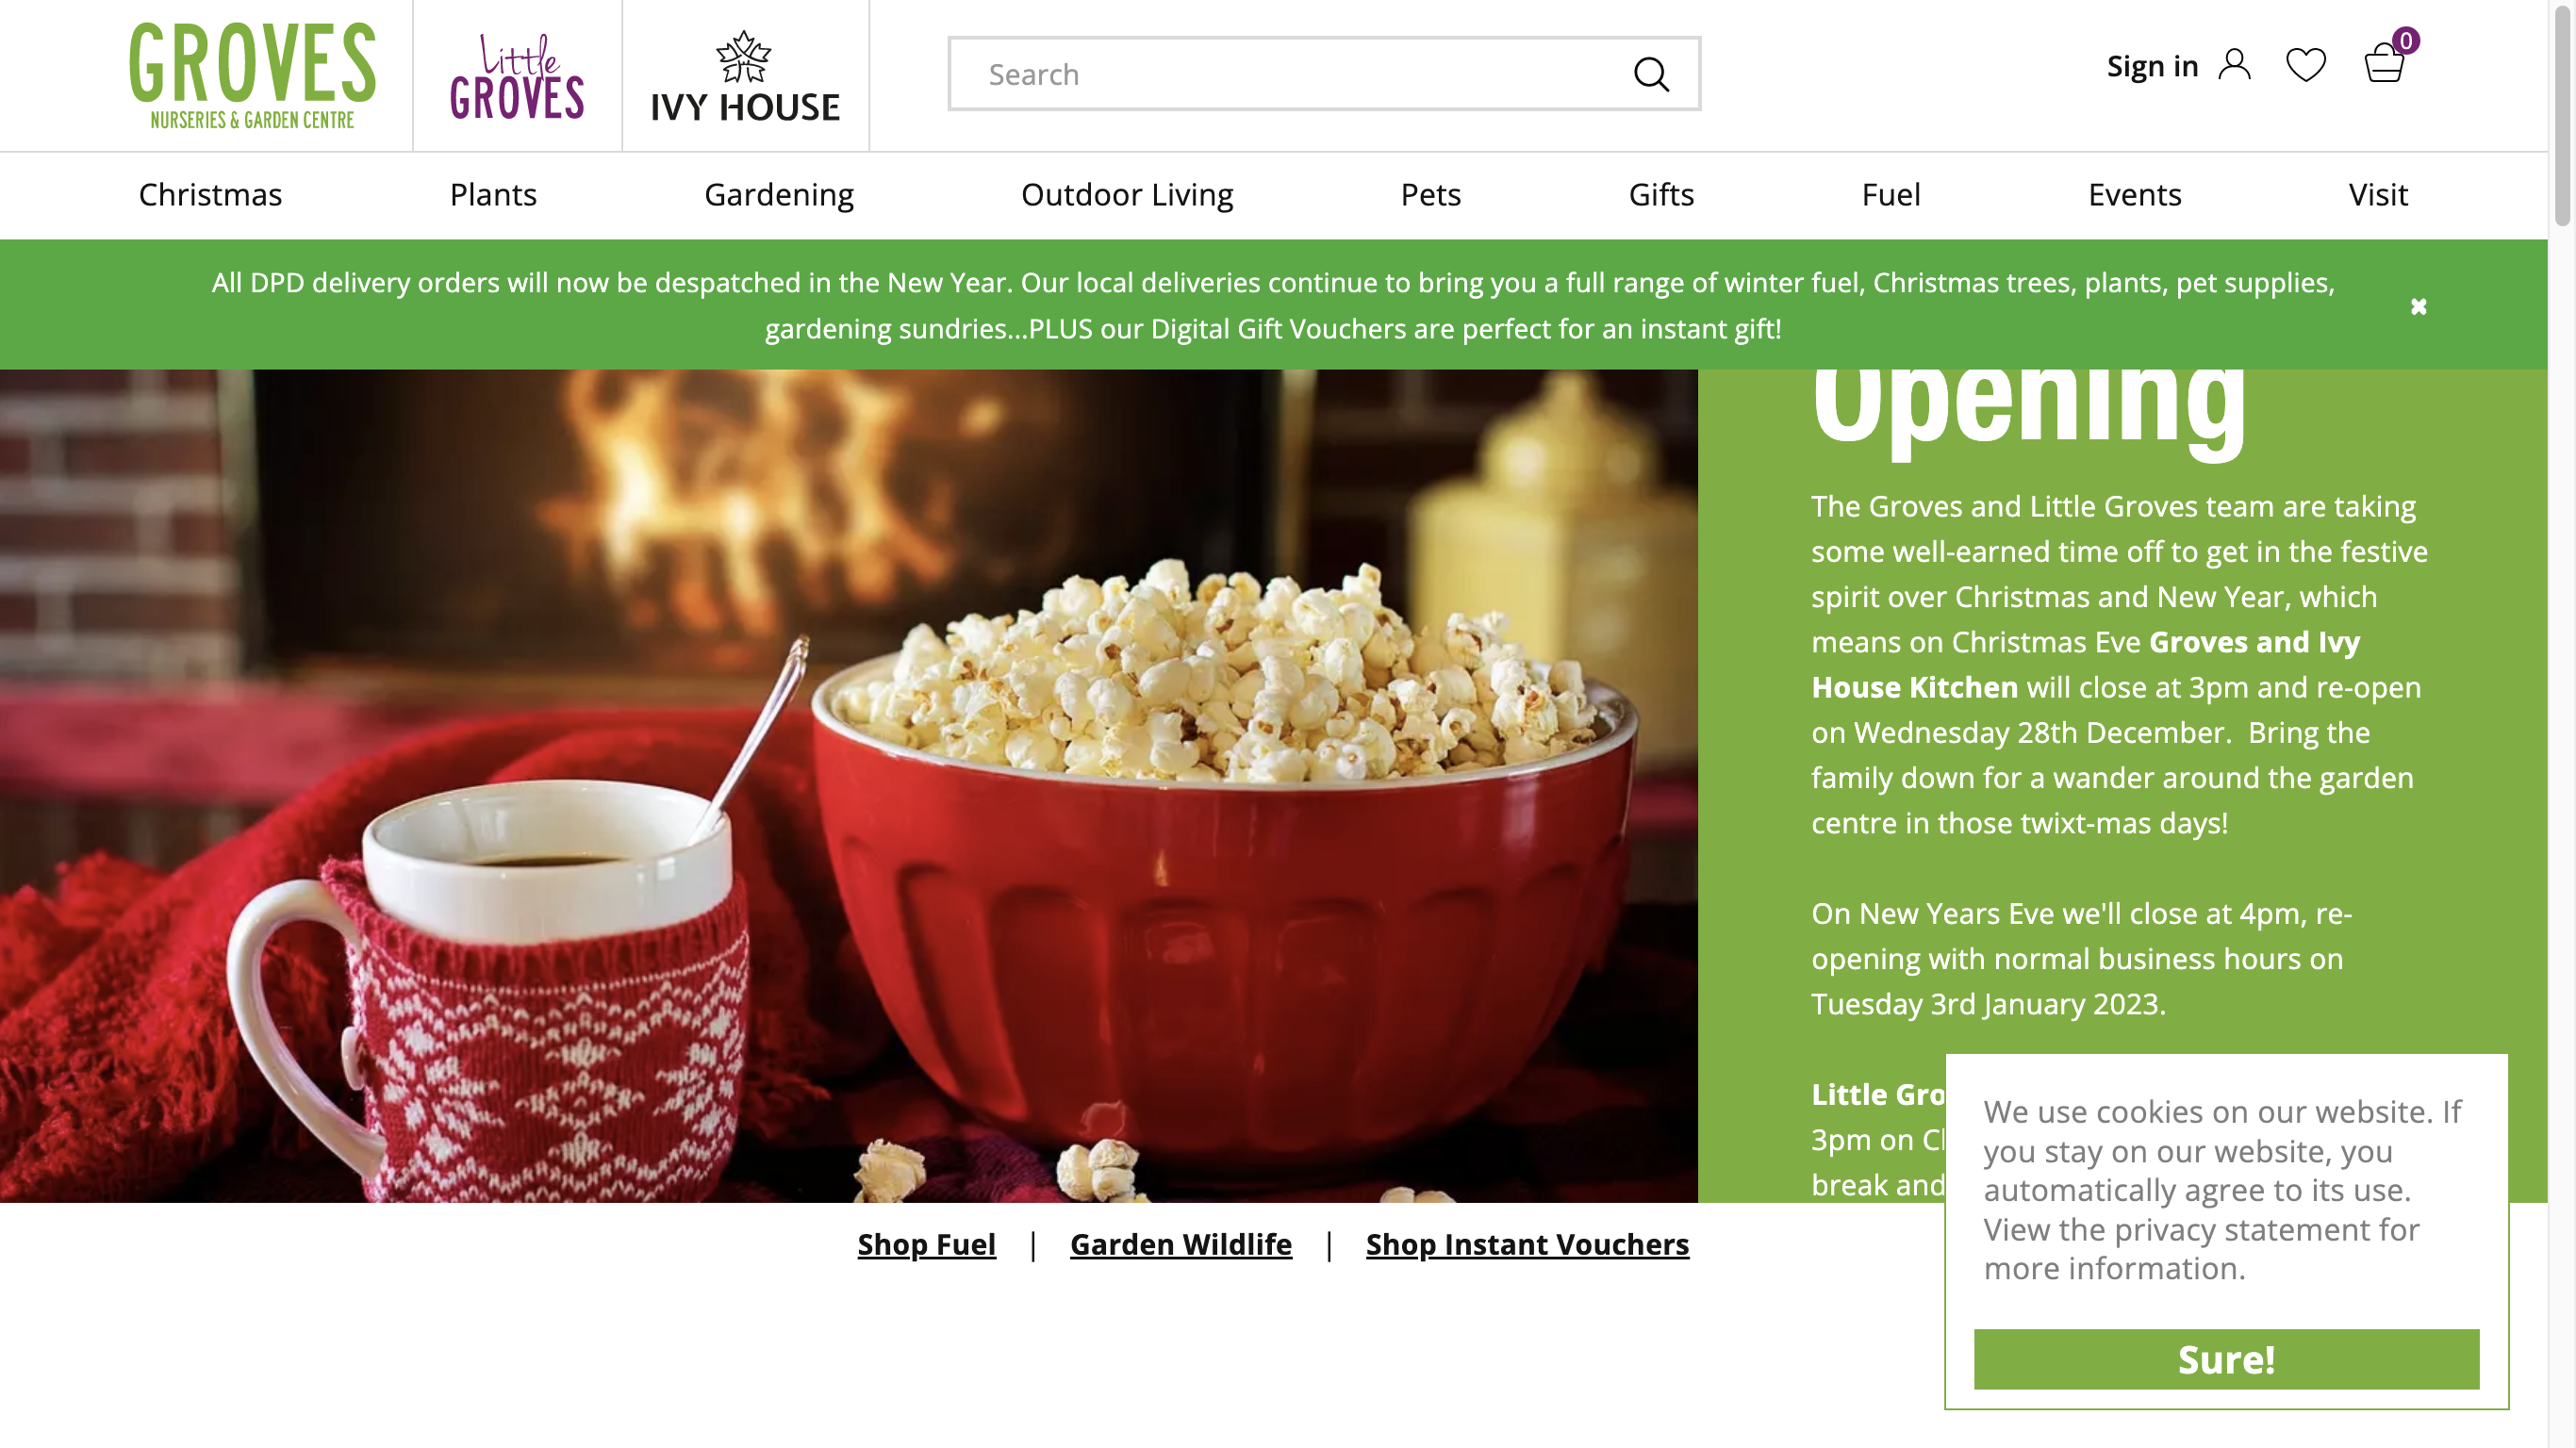 GROVES
NURSERIES & GARDEN CENTRE
Little
GROVES
IVY HOUSE
Search
Sign in
0
Christmas
Plants
Gardening
Outdoor Living
Pets
Gifts
Fuel
Events
Visit
All DPD delivery orders will now be despatched in the New Year. Our local deliveries continue to bring you a full range of winter fuel, Christmas trees, plants, pet supplies,
gardening sundries...PLUS our Digital Gift Vouchers are perfect for an instant gift!
Opening
The Groves and Little Groves team are taking
some well-earned time off to get in the festive
spirit over Christmas and New Year, which
means on Christmas Eve Groves and Ivy
House Kitchen will close at 3pm and re-open
on Wednesday 28th December.  Bring the
family down for a wander around the garden
centre in those twixt-mas days!
On New Years Eve we'll close at 4pm, re-
opening with normal business hours on
Tuesday 3rd January 2023.
Little Gro
3pm on
break and
We use cookies on our website. If
you stay on our website, you
automatically agree to its use.
View the privacy statement for
more information.
Sure!
Shop Fuel | Garden Wildlife | Shop Instant Vouchers